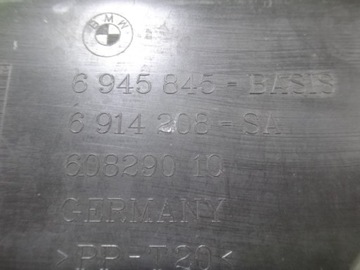 BMW
6 945 845 - BASIS
6 914 208 - SA
608290 10
GERMANY
>PP-T20<